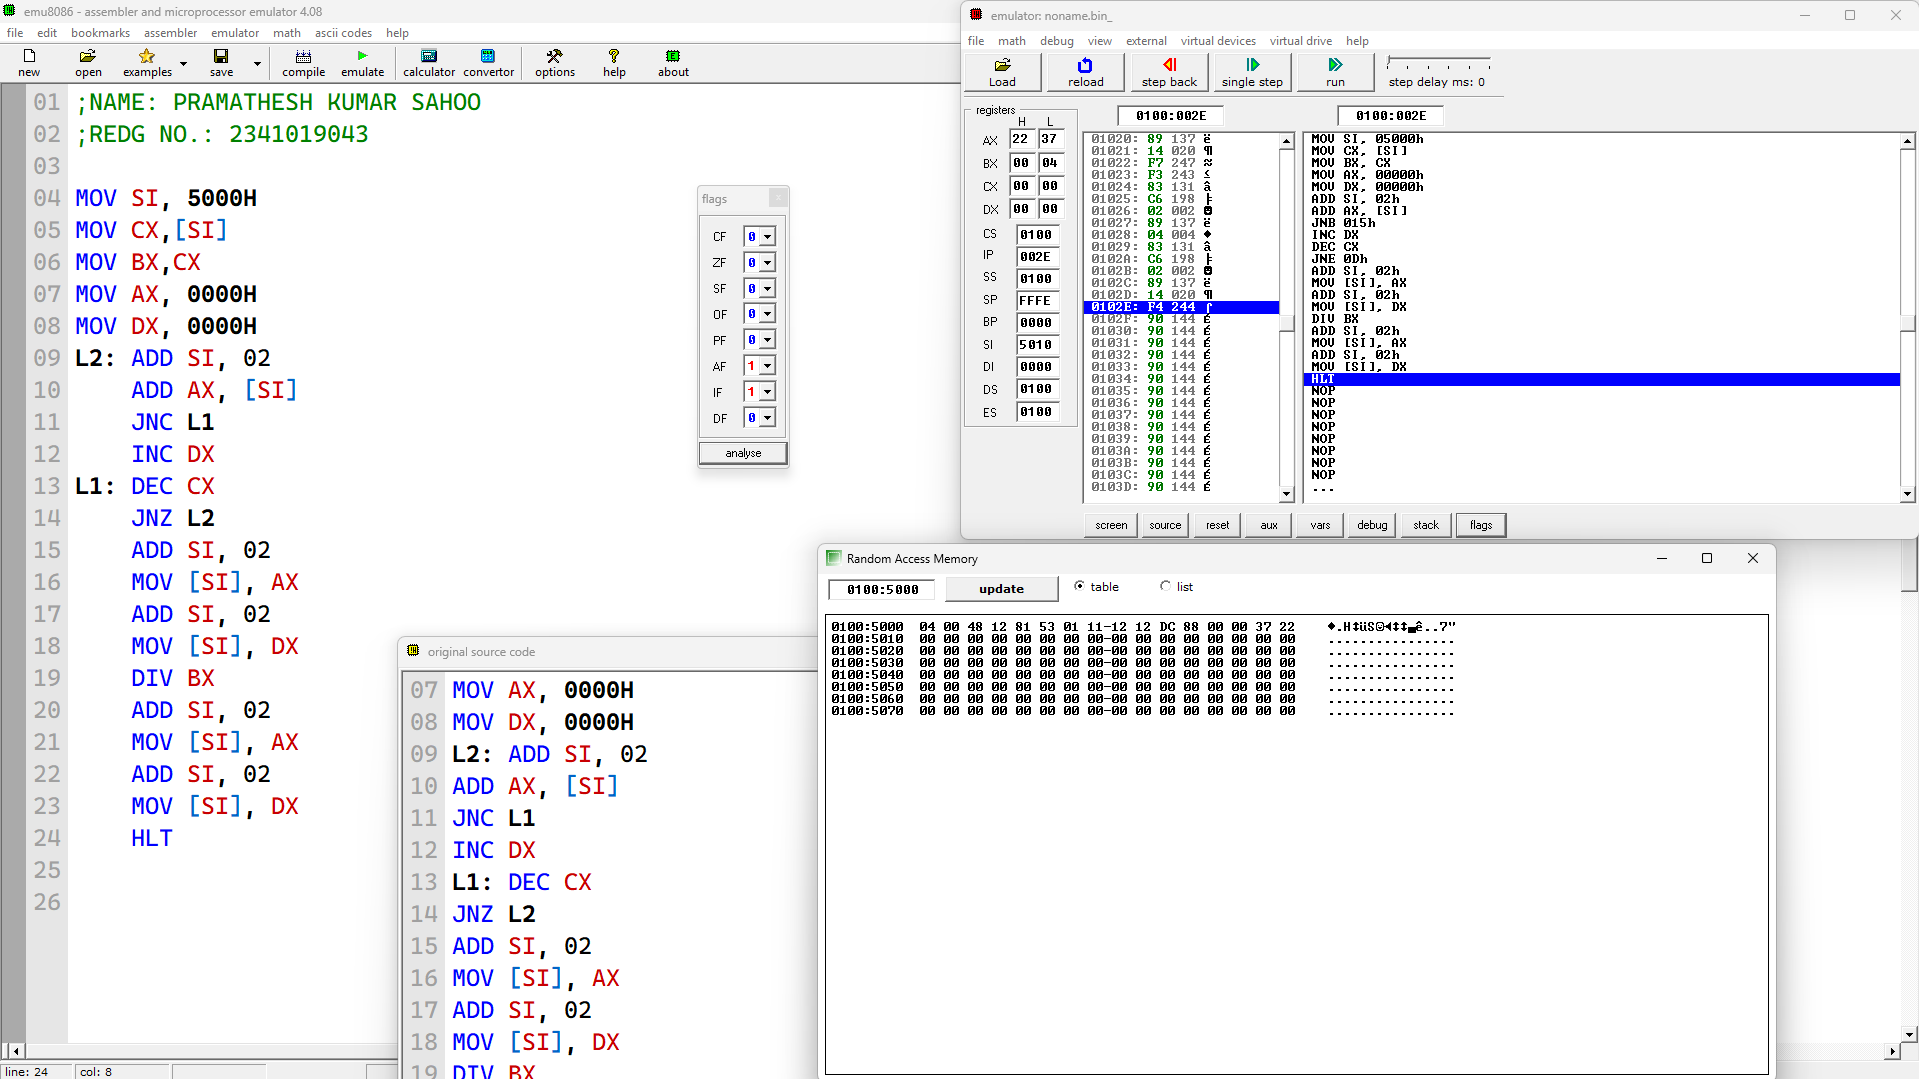 emu8086 - assembler and microprocessor emulator 4.08
file edit bookmarks assembler emulator math ascii codes help
new open examples save compile emulate calculator convertor options help about
01 ;NAME: PRAMATHESH KUMAR SAHOO
02 ;REDG NO.: 2341019043
03
04 MOV SI, 5000H
05 MOV CX,[SI]
06 MOV BX,CX
07 MOV AX, 0000H
08 MOV DX, 0000H
09 L2: ADD SI, 02
10 ADD AX, [SI]
11 JNC L1
12 INC DX
13 L1: DEC CX
14 JNZ L2
15 ADD SI, 02
16 MOV [SI], AX
17 ADD SI, 02
18 MOV [SI], DX
19 DIV BX
20 ADD SI, 02
21 MOV [SI], AX
22 ADD SI, 02
23 MOV [SI], DX
24 HLT
25
26
line: 24 col: 8
flags
CF 0
ZF 0
SF 0
OF 0
PF 0
AF 1
IF 1
DF 0
analyse
original source code
07 MOV AX, 0000H
08 MOV DX, 0000H
09 L2: ADD SI, 02
10 ADD AX, [SI]
11 JNC L1
12 INC DX
13 L1: DEC CX
14 JNZ L2
15 ADD SI, 02
16 MOV [SI], AX
17 ADD SI, 02
18 MOV [SI], DX
19 DIV BX
emulator: noname.bin_
file math debug view external virtual devices virtual drive help
Load reload step back single step run step delay ms: 0
registers 0100:002E 0100:002E
H L
AX 22 37
BX 00 04
CX 00 00
DX 00 00
CS 0100
IP 002E
SS 0100
SP FFFE
BP 0000
SI 5010
DI 0000
DS 0100
ES 0100
01020: 89 137 ë
01021: 14 020 ¶
01022: F7 247 ≈
01023: F3 243 ≤
01024: 83 131 â
01025: C6 198 ╞
01026: 02 002 ☻
01027: 89 137 ë
01028: 04 004 ♦
01029: 83 131 â
0102A: C6 198 ╞
0102B: 02 002 ☻
0102C: 89 137 ë
0102D: 14 020 ¶
0102E: F4 244 ⌠
0102F: 90 144 É
01030: 90 144 É
01031: 90 144 É
01032: 90 144 É
01033: 90 144 É
01034: 90 144 É
01035: 90 144 É
01036: 90 144 É
01037: 90 144 É
01038: 90 144 É
01039: 90 144 É
0103A: 90 144 É
0103B: 90 144 É
0103C: 90 144 É
0103D: 90 144 É
MOV SI, 05000h
MOV CX, [SI]
MOV BX, CX
MOV AX, 00000h
MOV DX, 00000h
ADD SI, 02h
ADD AX, [SI]
JNB 015h
INC DX
DEC CX
JNE 0Dh
ADD SI, 02h
MOV [SI], AX
ADD SI, 02h
MOV [SI], DX
DIV BX
ADD SI, 02h
MOV [SI], AX
ADD SI, 02h
MOV [SI], DX
HLT
NOP
NOP
NOP
NOP
NOP
NOP
NOP
NOP
...
screen source reset aux vars debug stack flags
Random Access Memory
0100:5000 update table list
0100:5000 04 00 48 12 81 53 01 11-12 12 DC 88 00 00 37 22 ♦.H↕üS☺◄↕↕▄ê..7"
0100:5010 00 00 00 00 00 00 00 00-00 00 00 00 00 00 00 00 ................
0100:5020 00 00 00 00 00 00 00 00-00 00 00 00 00 00 00 00 ................
0100:5030 00 00 00 00 00 00 00 00-00 00 00 00 00 00 00 00 ................
0100:5040 00 00 00 00 00 00 00 00-00 00 00 00 00 00 00 00 ................
0100:5050 00 00 00 00 00 00 00 00-00 00 00 00 00 00 00 00 ................
0100:5060 00 00 00 00 00 00 00 00-00 00 00 00 00 00 00 00 ................
0100:5070 00 00 00 00 00 00 00 00-00 00 00 00 00 00 00 00 ................